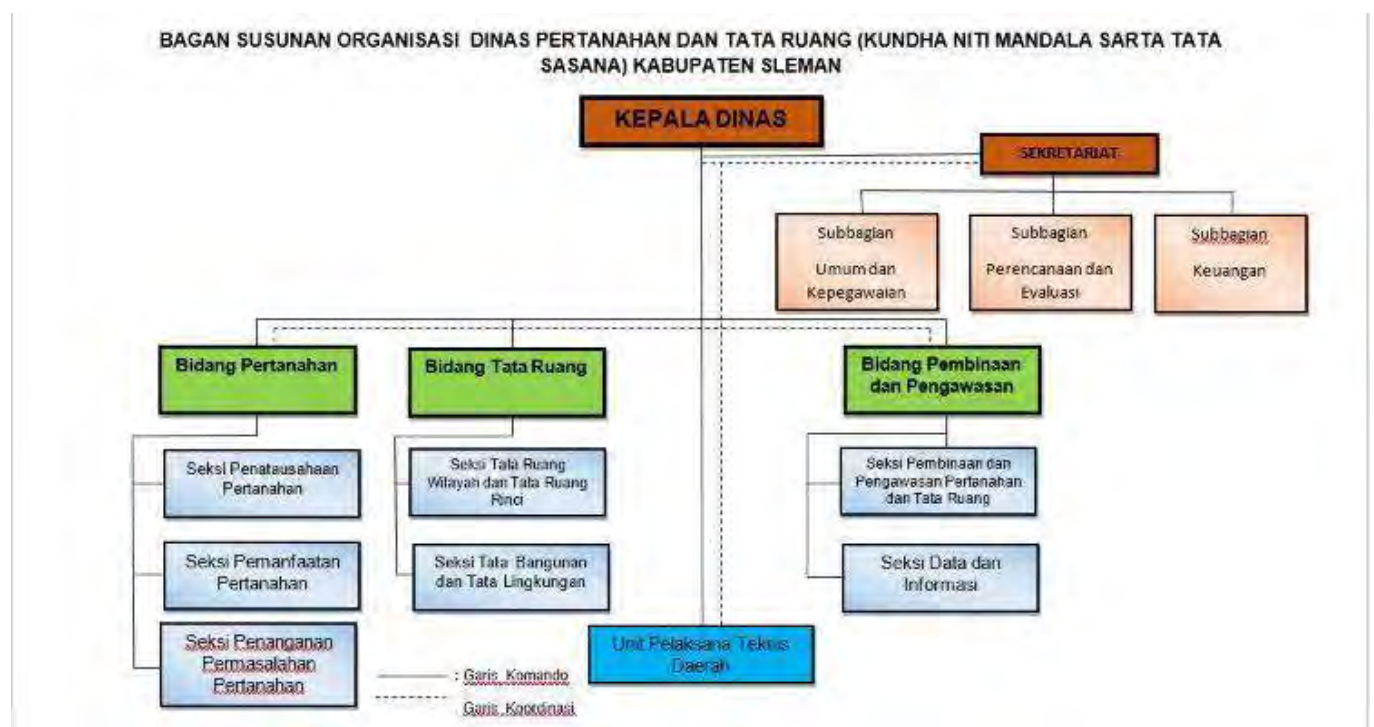 BAGAN SUSUNAN ORGANISASI DINAS PERTANAHAN DAN TATA RUANG (KUNDHA NITI MANDALA SARTA TATA
SASANA) KABUPATEN SLEMAN
KEPALA DINAS
SEKRETARIAT
Subbagian
Umum dan
Kepegawaian
Subbagian
Perencanaan dan
Evaluasi
Subbagian
Keuangan
Bidang Pertanahan
Bidang Tata Ruang
Bidang Pembinaan
dan Pengawasan
Seksi Penatausahaan
Pertanahan
Seksi Tata Ruang
Wilayah dan Tata Ruang
Rinci
Seksi Pembinaan dan
Pengawasan Pertanahan
dan Tata Ruang
Seksi Pemanfaatan
Pertanahan
Seksi Tata Bangunan
dan Tata Lingkungan
Seksi Data dan
Informasi
Seksi Penanganan
Permasalahan
Pertanahan
Unit Pelaksana Teknis
Daerah
: Garis Komando
Garis Koordinasi